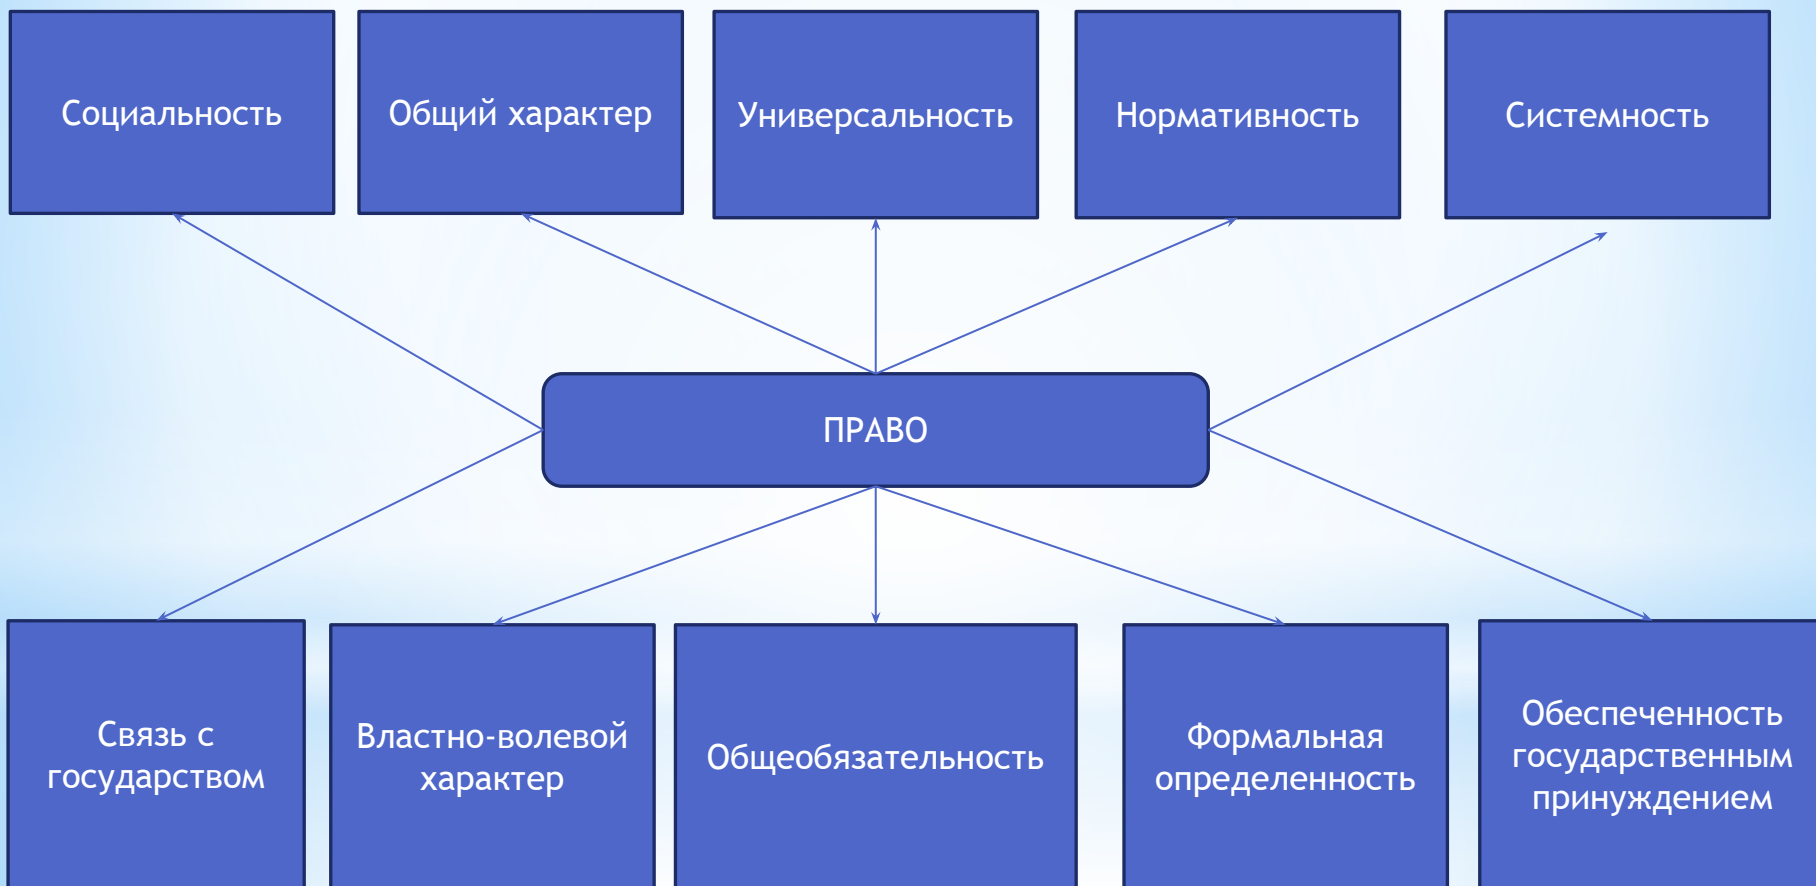 Социальность
Общий характер
Универсальность
Нормативность
Системность
ПРАВО
Связь с
государством
Властно-волевой
характер
Общеобязательность
Формальная
определенность
Обеспеченность
государственным
принуждением